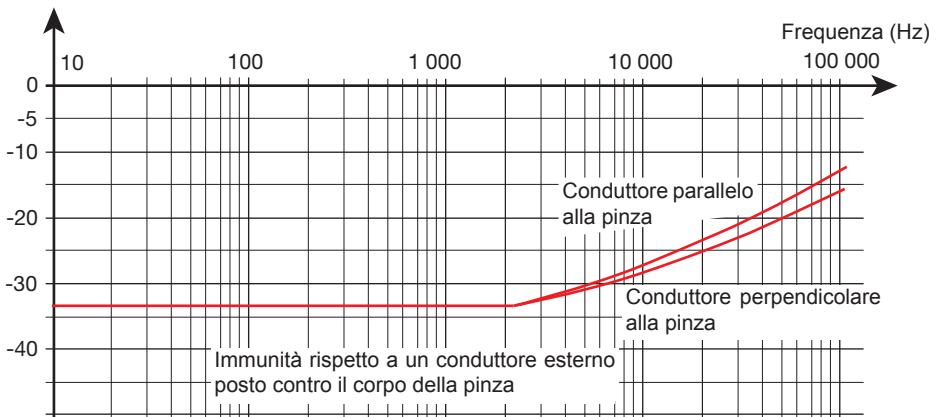 Frequenza (Hz)
10 100 1 000 10 000 100 000
0
-5
-10
Conduttore parallelo
alla pinza
-20
-30
Conduttore perpendicolare
alla pinza
-40
Immunità rispetto a un conduttore esterno
posto contro il corpo della pinza